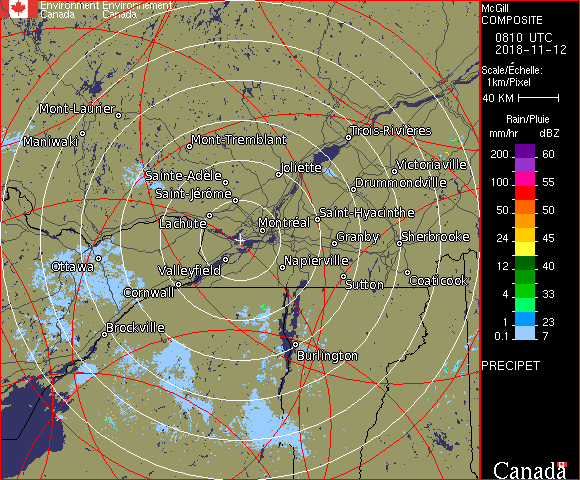 Environment Environnement
Canada Canada
McGill
COMPOSITE
0810 UTC
2018-11-12
Scale/Échelle:
1km/Pixel
40 KM
Rain/Pluie
mm/hr dBZ
200 60
150 55
100 55
50 50
24 45
12 40
4 33
1 23
0.1 7
PRECIPET
Canada
Mont-Laurier
Maniwaki
Mont-Tremblant
Trois-Rivières
Sainte-Adèle
Joliette
Victoriaville
Saint-Jérôme
Drummondville
Lachute
Montréal
Saint-Hyacinthe
Granby
Sherbrooke
Ottawa
Valleyfield
Napierville
Cornwall
Sutton
Coaticook
Brockville
Burlington